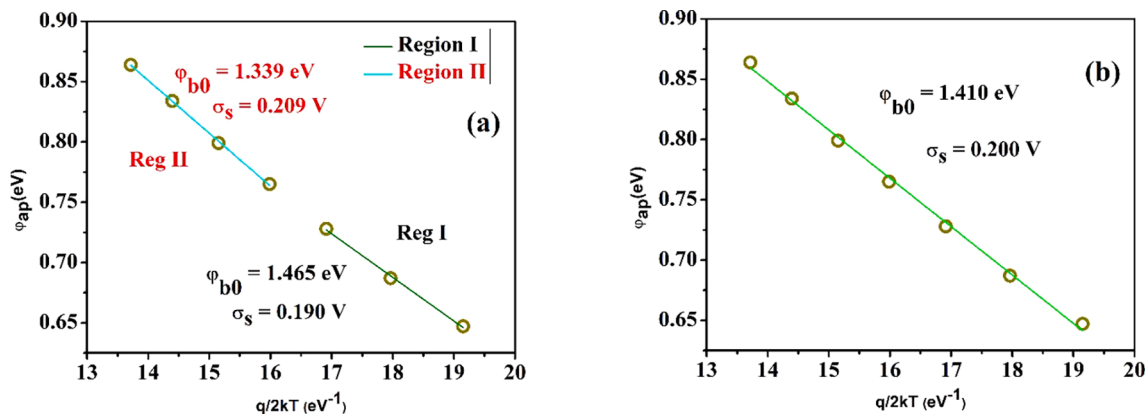 0.90
0.85
0.80
0.75
0.70
0.65
φap(eV)
13 14 15 16 17 18 19 20
q/2kT (eV⁻¹)
Region I
Region II
φb0 = 1.339 eV
σs = 0.209 V
(a)
Reg II
Reg I
φb0 = 1.465 eV
σs = 0.190 V
0.90
0.85
0.80
0.75
0.70
0.65
φap(eV)
13 14 15 16 17 18 19 20
q/2kT (eV⁻¹)
(b)
φb0 = 1.410 eV
σs = 0.200 V